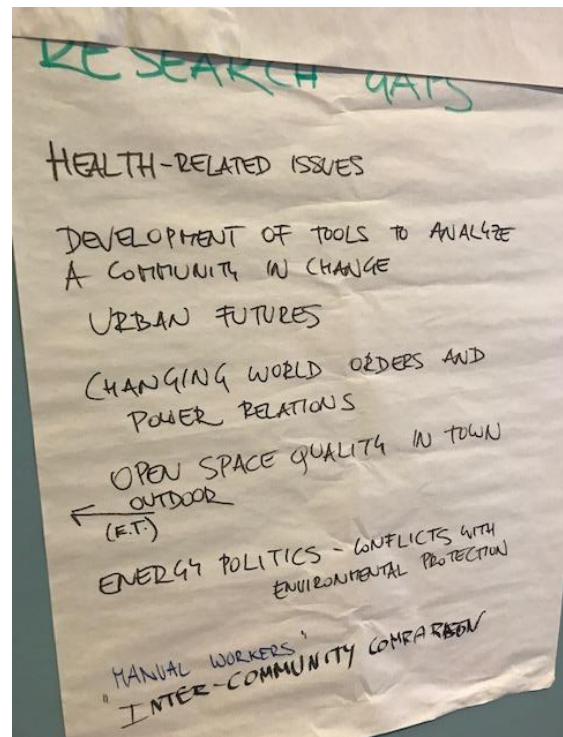 RESEARCH GAPS
HEALTH-RELATED ISSUES
DEVELOPMENT OF TOOLS TO ANALYZE
A COMMUNITY IN CHANGE
URBAN FUTURES
CHANGING WORLD ORDERS AND
POWER RELATIONS
OPEN SPACE QUALITY IN TOWN
OUTDOOR
(E.T.)
ENERGY POLITICS - CONFLICTS WITH
ENVIRONMENTAL PROTECTION
MANUAL WORKERS"
"INTER-COMMUNITY